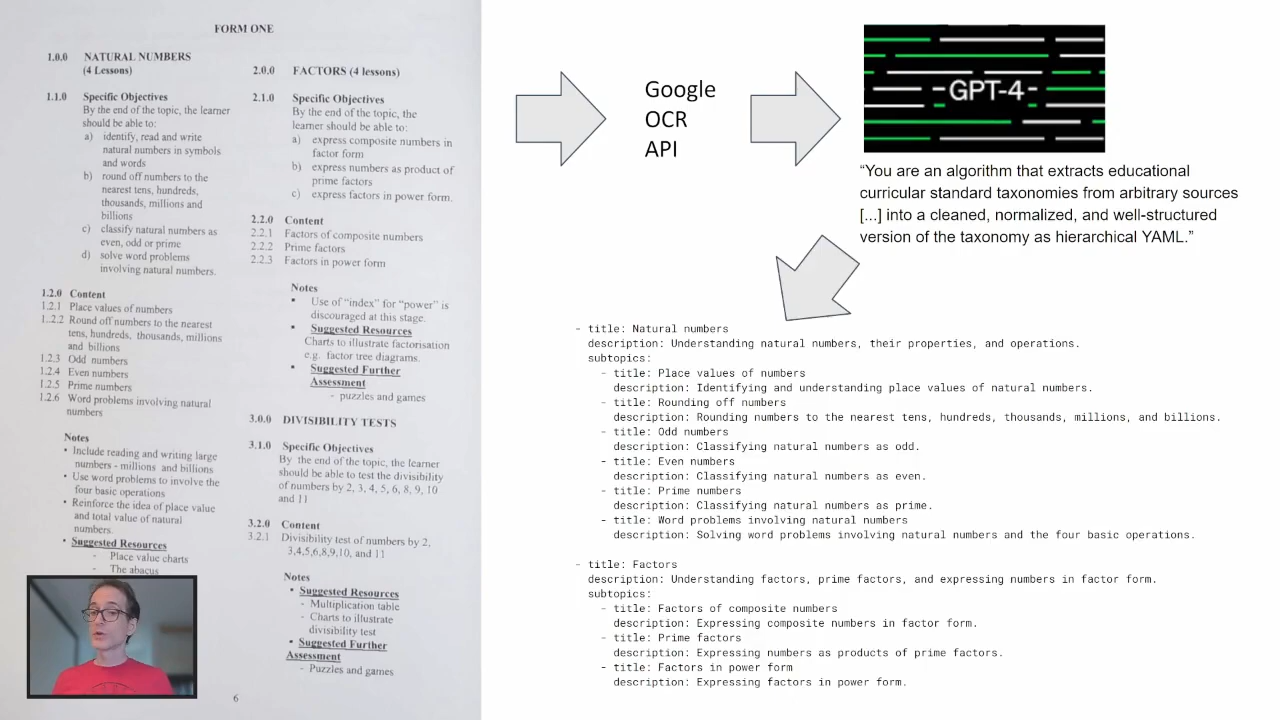 FORM ONE
1.0.0 NATURAL NUMBERS
(4 Lessons)
1.1.0 Specific Objectives
By the end of the topic, the learner
should be able to:
a) identify, read and write
natural numbers in symbols
and words
b) round off numbers to the
nearest tens, hundreds,
thousands, millions and
billions
c) classify natural numbers as
even, odd or prime
d) solve word problems
involving natural numbers.
1.2.0 Content
1.2.1 Place values of numbers
1..2.2 Round off numbers to the nearest
tens, hundreds, thousands, millions
and billions
1.2.3 Odd numbers
1.2.4 Even numbers
1.2.5 Prime numbers
1.2.6 Word problems involving natural
numbers
Notes
• Include reading and writing large
numbers - millions and billions
• Use word problems to involve the
four basic operations
• Reinforce the idea of place value
and total value of natural
numbers.
• Suggested Resources
- Place value charts
- The abacus
2.0.0 FACTORS (4 lessons)
2.1.0 Specific Objectives
By the end of the topic, the
learner should be able to:
a) express composite numbers in
factor form
b) express numbers as product of
prime factors
c) express factors in power form.
2.2.0 Content
2.2.1 Factors of composite numbers
2.2.2 Prime factors
2.2.3 Factors in power form
Notes
▪ Use of "index" for "power" is
discouraged at this stage.
▪ Suggested Resources
Charts to illustrate factorisation
e.g. factor tree diagrams.
▪ Suggested Further
Assessment
- puzzles and games
3.0.0 DIVISIBILITY TESTS
3.1.0 Specific Objectives
By the end of the topic, the learner
should be able to test the divisibility
of numbers by 2, 3, 4, 5, 6, 8, 9, 10
and 11
3.2.0 Content
3.2.1 Divisibility test of numbers by 2,
3,4,5,6,8,9,10, and 11
Notes
• Suggested Resources
- Multiplication table
- Charts to illustrate
divisibility test
• Suggested Further
Assessment
- Puzzles and games
6
Google
OCR
API
GPT-4
“You are an algorithm that extracts educational
curricular standard taxonomies from arbitrary sources
[...] into a cleaned, normalized, and well-structured
version of the taxonomy as hierarchical YAML.”
- title: Natural numbers
description: Understanding natural numbers, their properties, and operations.
subtopics:
- title: Place values of numbers
description: Identifying and understanding place values of natural numbers.
- title: Rounding off numbers
description: Rounding numbers to the nearest tens, hundreds, thousands, millions, and billions.
- title: Odd numbers
description: Classifying natural numbers as odd.
- title: Even numbers
description: Classifying natural numbers as even.
- title: Prime numbers
description: Classifying natural numbers as prime.
- title: Word problems involving natural numbers
description: Solving word problems involving natural numbers and the four basic operations.
- title: Factors
description: Understanding factors, prime factors, and expressing numbers in factor form.
subtopics:
- title: Factors of composite numbers
description: Expressing composite numbers in factor form.
- title: Prime factors
description: Expressing numbers as products of prime factors.
- title: Factors in power form
description: Expressing factors in power form.